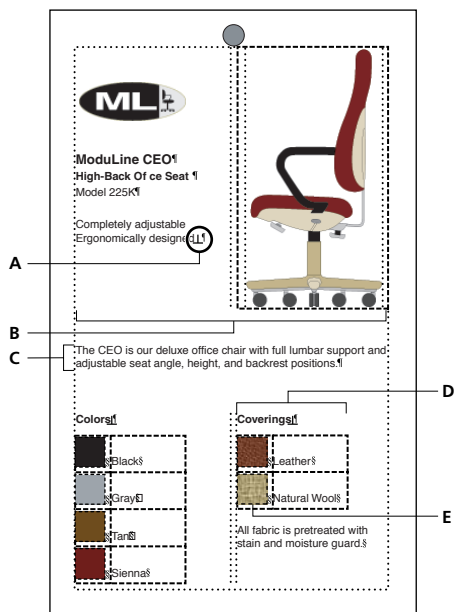 ML
ModuLine CEO¶
High-Back Of ce Seat ¶
Model 225K¶
Completely adjustable
Ergonomically designed¶
A
B
C
The CEO is our deluxe office chair with full lumbar support and
adjustable seat angle, height, and backrest positions.¶
D
Colors¶
Black§
Gray§
Tan§
Sienna§
Coverings¶
Leather§
Natural Wool§
E
All fabric is pretreated with
stain and moisture guard.§